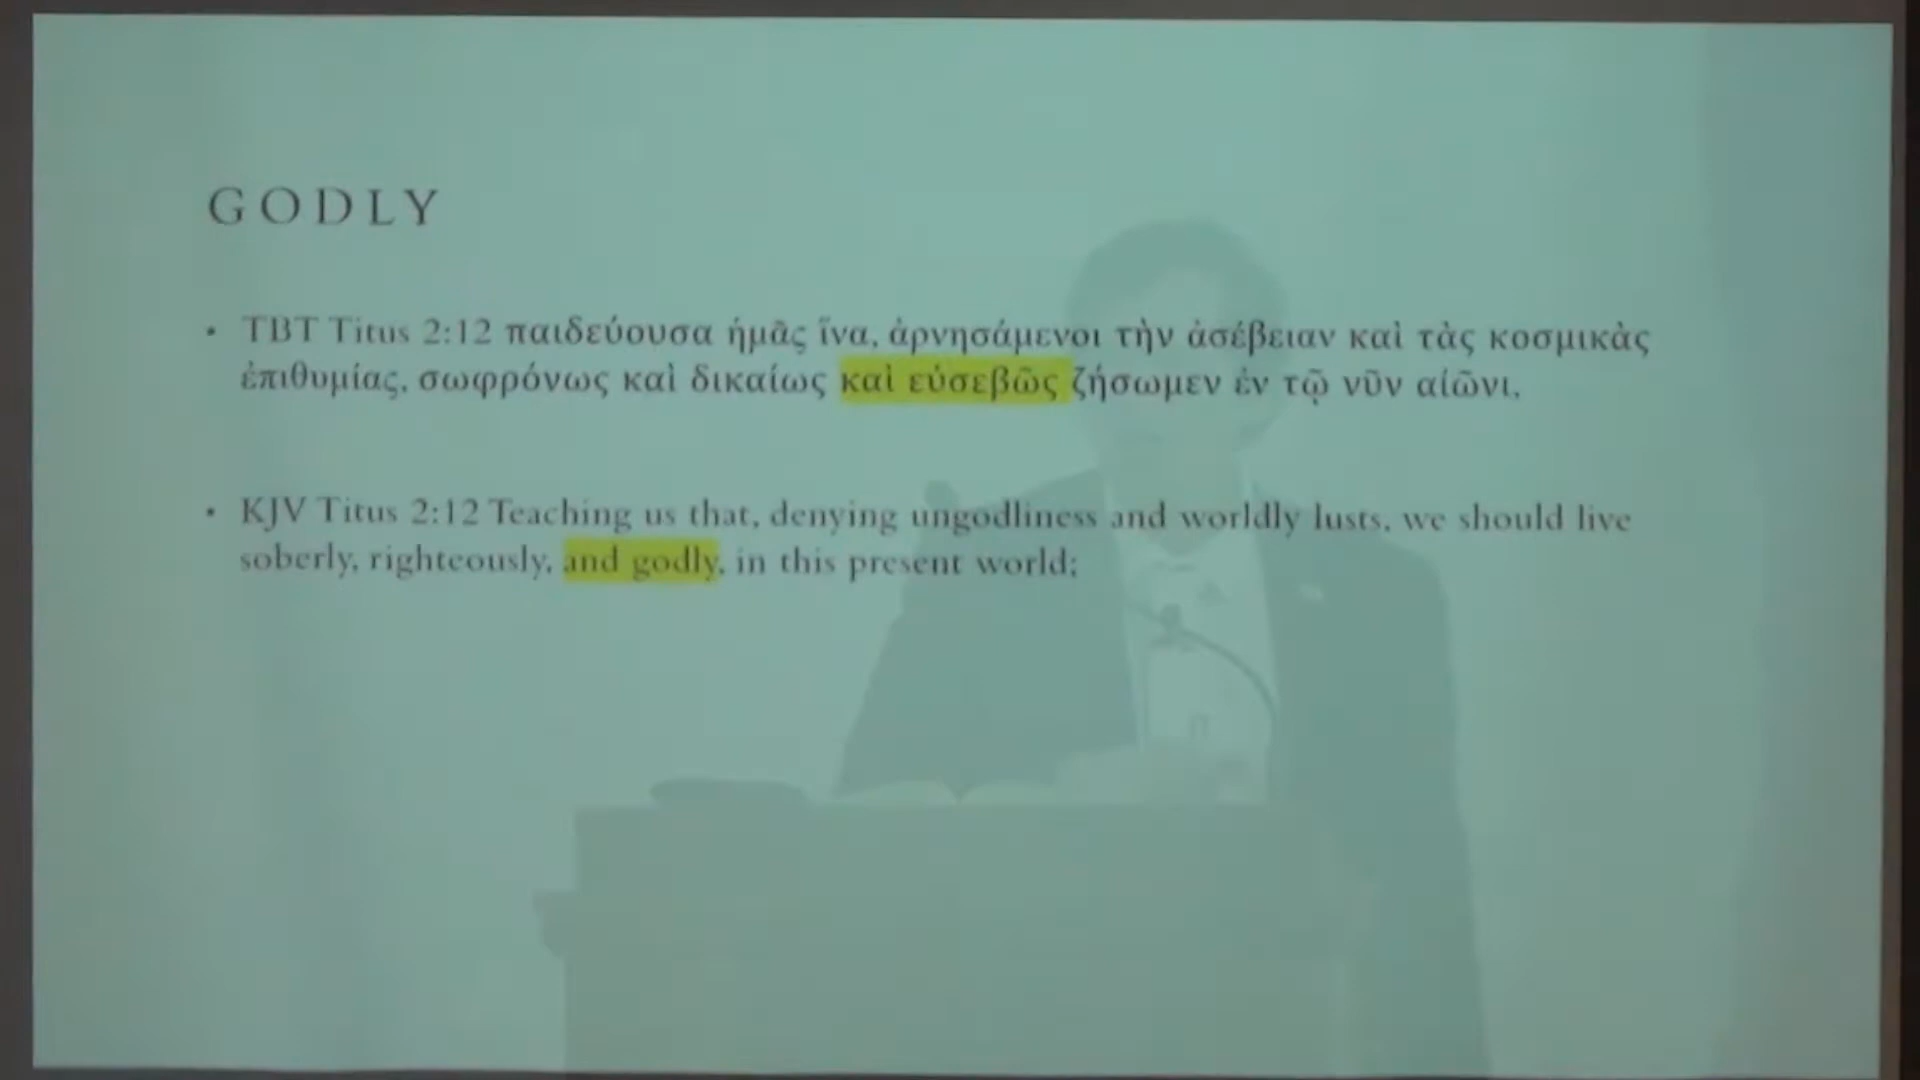 GODLY
• TBT Titus 2:12 παιδεύουσα ἡμᾶς ἵνα, ἀρνησάμενοι τὴν ἀσέβειαν καὶ τὰς κοσμικὰς
ἐπιθυμίας, σωφρόνως καὶ δικαίως καὶ εὐσεβῶς ζήσωμεν ἐν τῷ νῦν αἰῶνι,
• KJV Titus 2:12 Teaching us that, denying ungodliness and worldly lusts, we should live
soberly, righteously, and godly, in this present world;